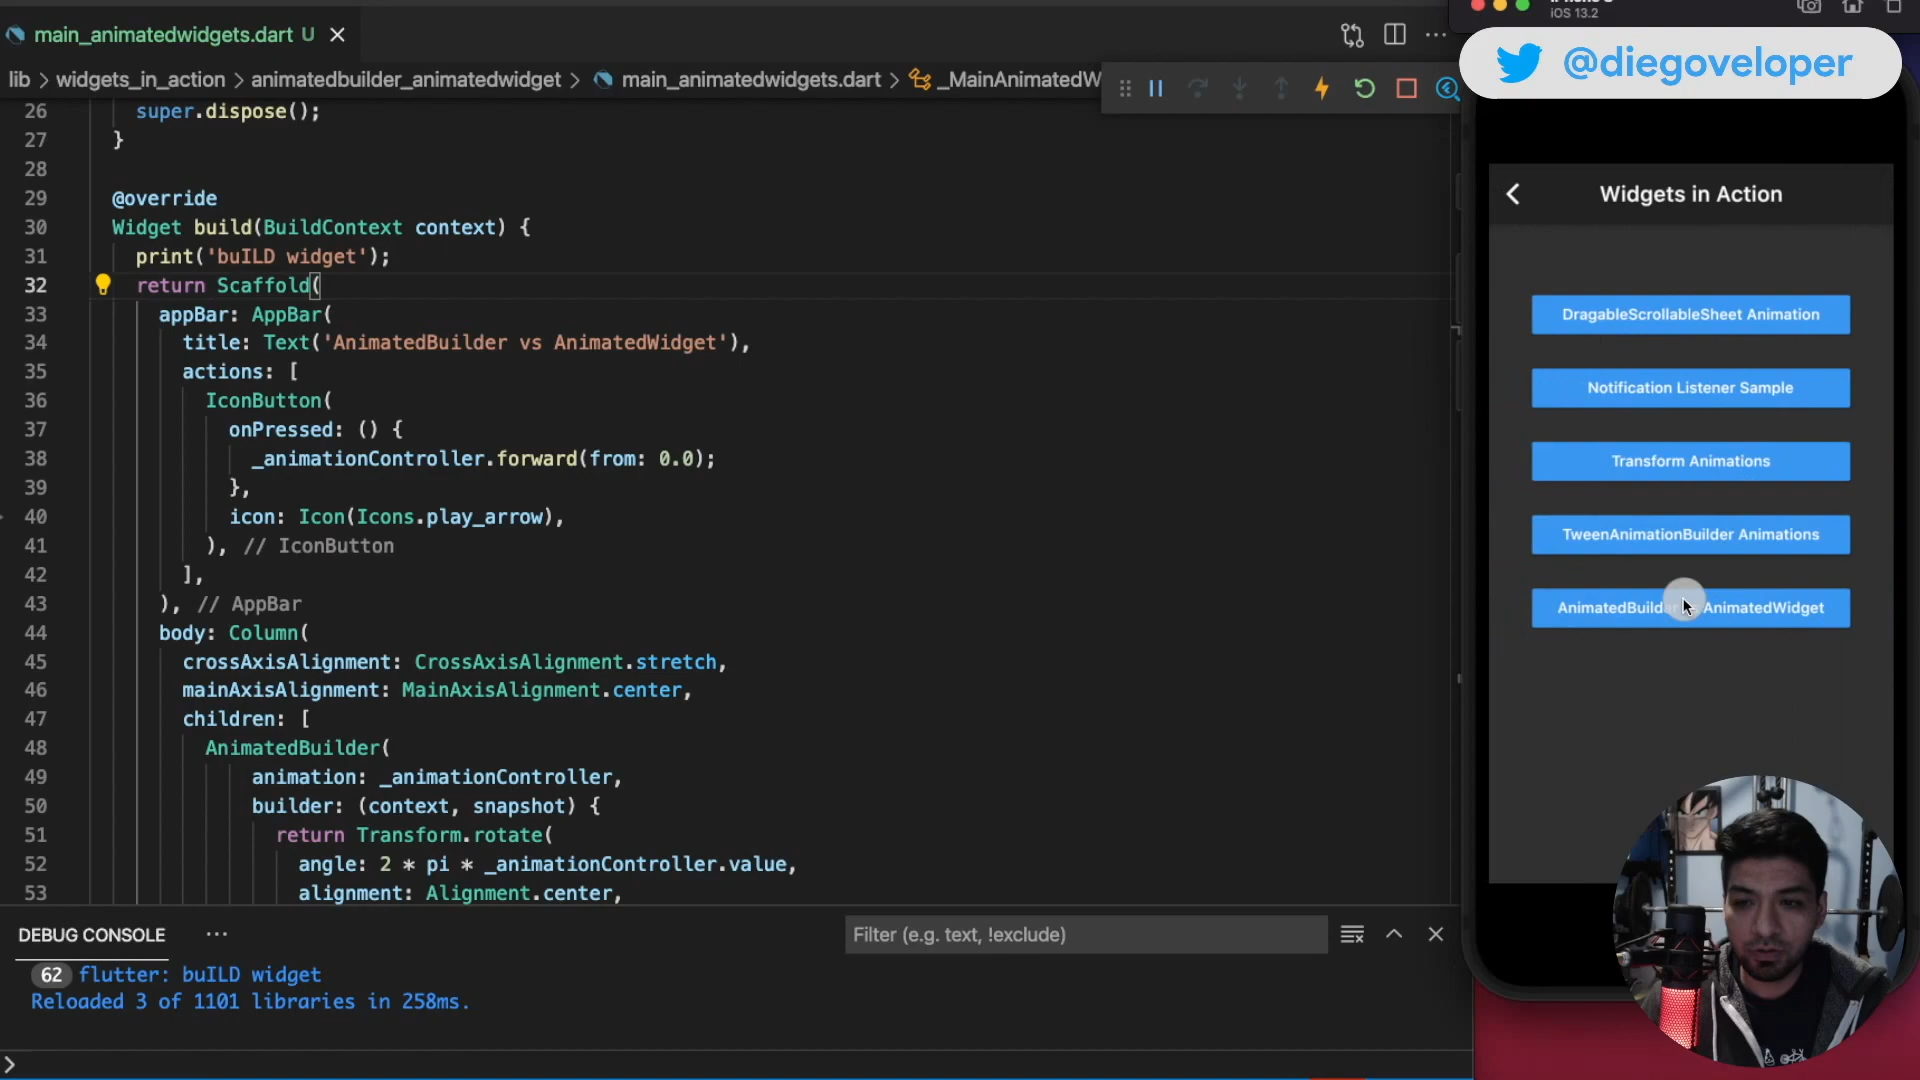 main_animatedwidgets.dart U
lib > widgets_in_action > animatedbuilder_animatedwidget > main_animatedwidgets.dart > _MainAnimatedW
26 super.dispose();
27 }
28
29 @override
30 Widget build(BuildContext context) {
31 print('buILD widget');
32 return Scaffold(
33 appBar: AppBar(
34 title: Text('AnimatedBuilder vs AnimatedWidget'),
35 actions: [
36 IconButton(
37 onPressed: () {
38 _animationController.forward(from: 0.0);
39 },
40 icon: Icon(Icons.play_arrow),
41 ), // IconButton
42 ],
43 ), // AppBar
44 body: Column(
45 crossAxisAlignment: CrossAxisAlignment.stretch,
46 mainAxisAlignment: MainAxisAlignment.center,
47 children: [
48 AnimatedBuilder(
49 animation: _animationController,
50 builder: (context, snapshot) {
51 return Transform.rotate(
52 angle: 2 * pi * _animationController.value,
53 alignment: Alignment.center,
DEBUG CONSOLE
Filter (e.g. text, !exclude)
62 flutter: buILD widget
Reloaded 3 of 1101 libraries in 258ms.
iOS 13.2
@diegoveloper
Widgets in Action
DragableScrollableSheet Animation
Notification Listener Sample
Transform Animations
TweenAnimationBuilder Animations
AnimatedBuilder AnimatedWidget